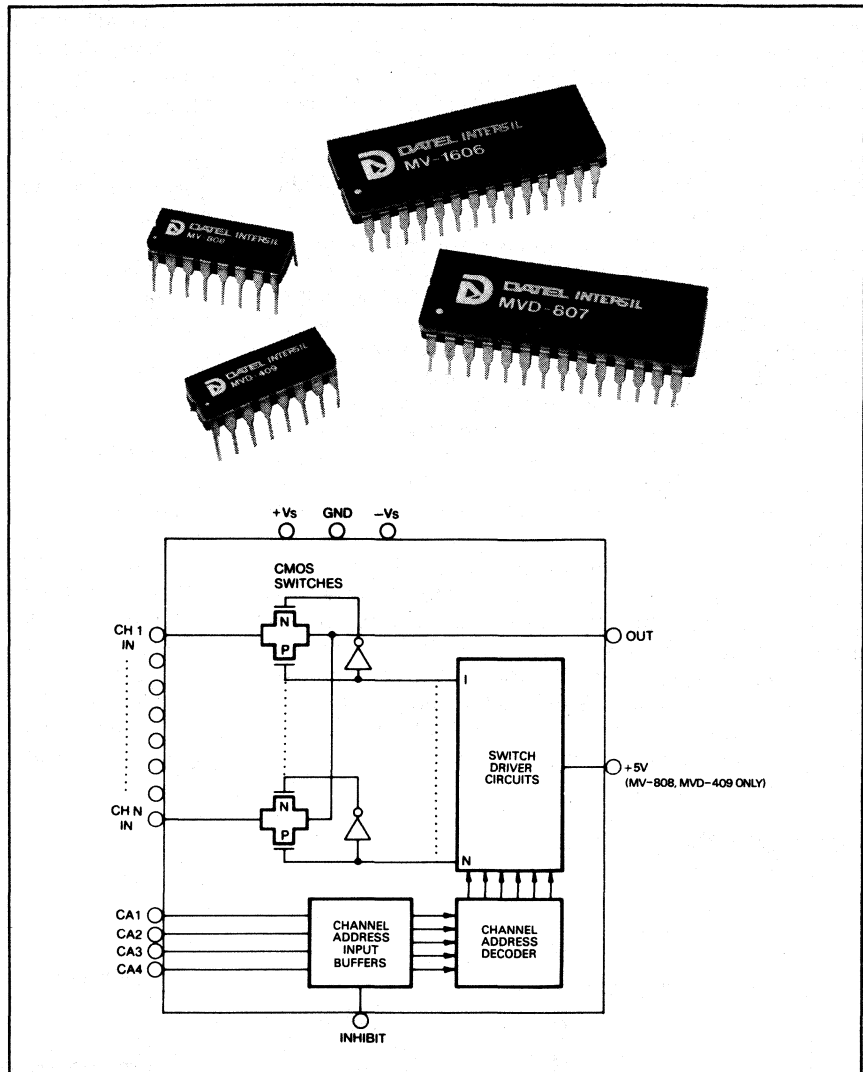 DATEL INTERSIL
MV-1606
DATEL INTERSIL
MV-808
DATEL INTERSIL
MVD-807
DATEL INTERSIL
MVD-409
+Vs GND −Vs
CMOS
SWITCHES
CH 1
IN
N
P
OUT
I
SWITCH
DRIVER
CIRCUITS
+5V
(MV-808, MVD-409 ONLY)
CH N
IN
N
P
N
CA1
CA2
CA3
CA4
CHANNEL
ADDRESS
INPUT
BUFFERS
CHANNEL
ADDRESS
DECODER
INHIBIT